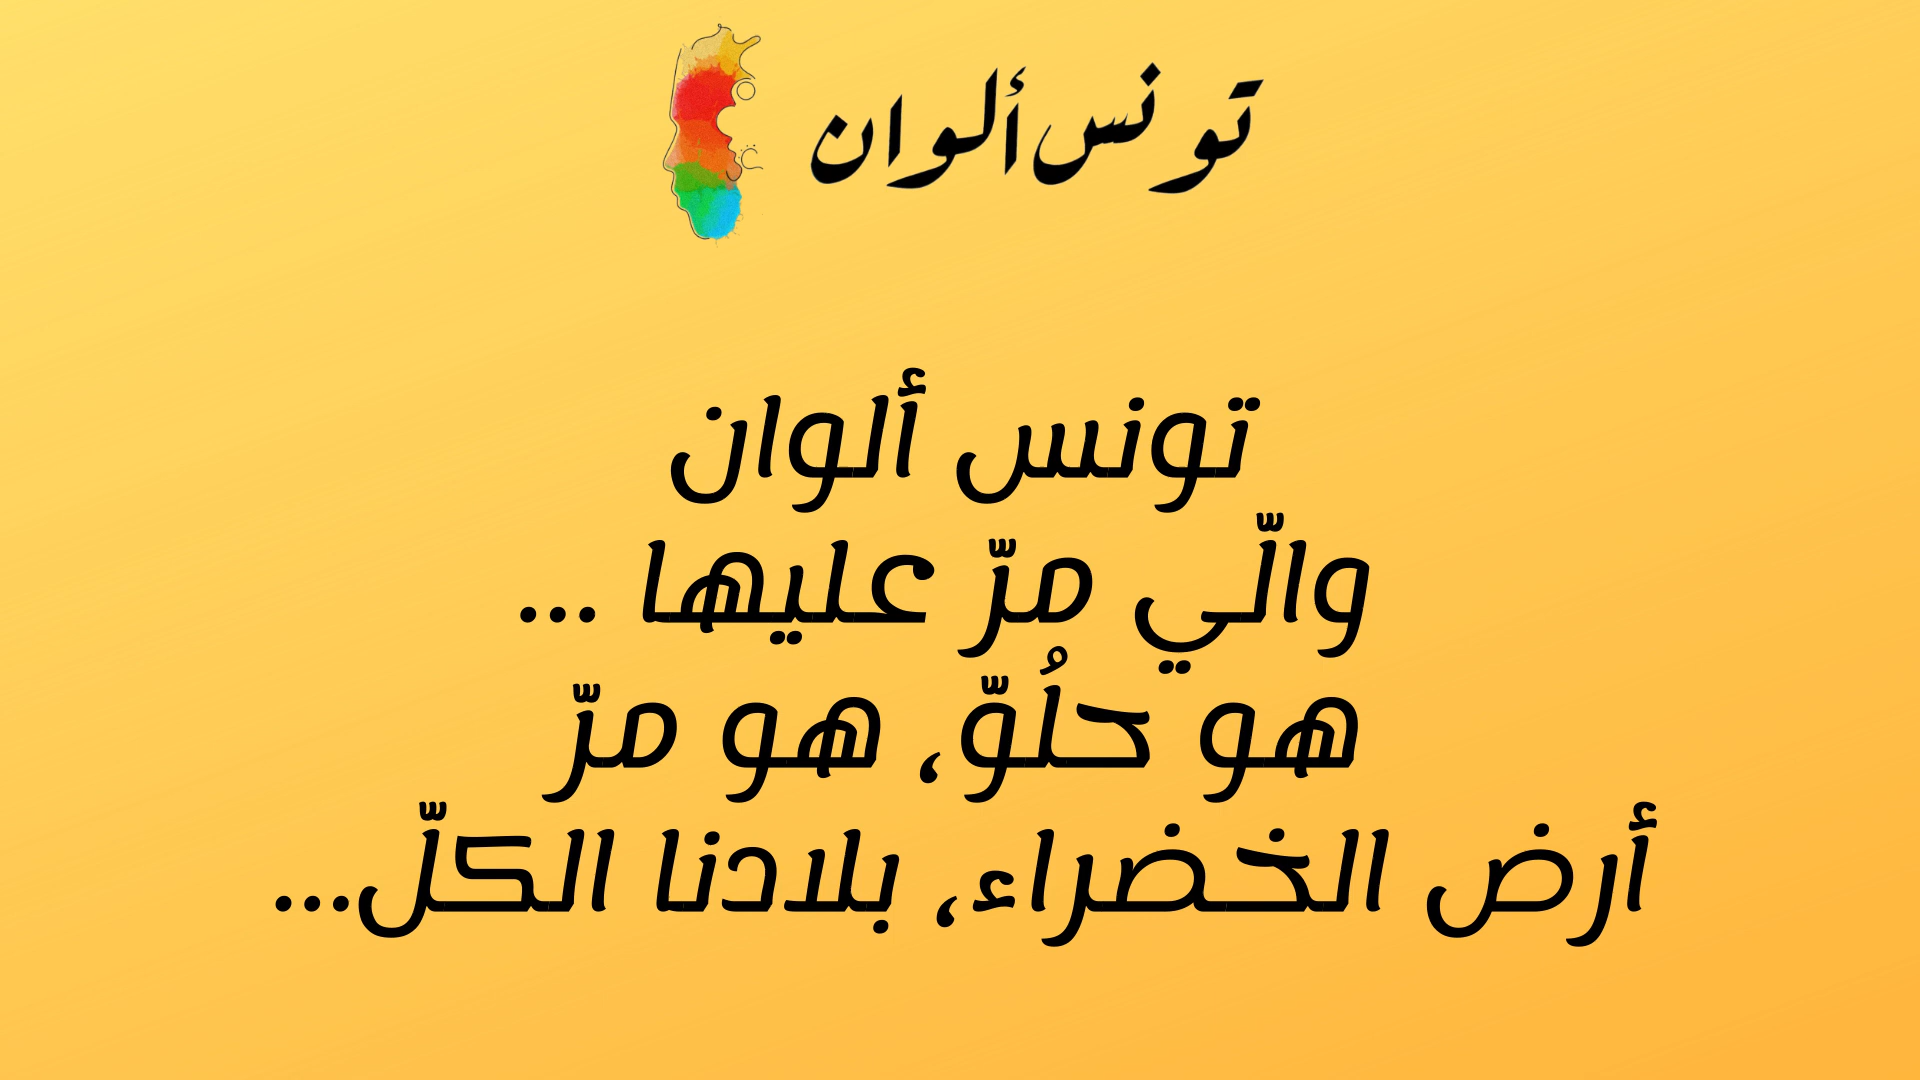 تونس ألوان
تونس ألوان
والّي مرّ عليها ...
هو حلُوّ، هو مرّ
أرض الخضراء، بلادنا الكلّ...